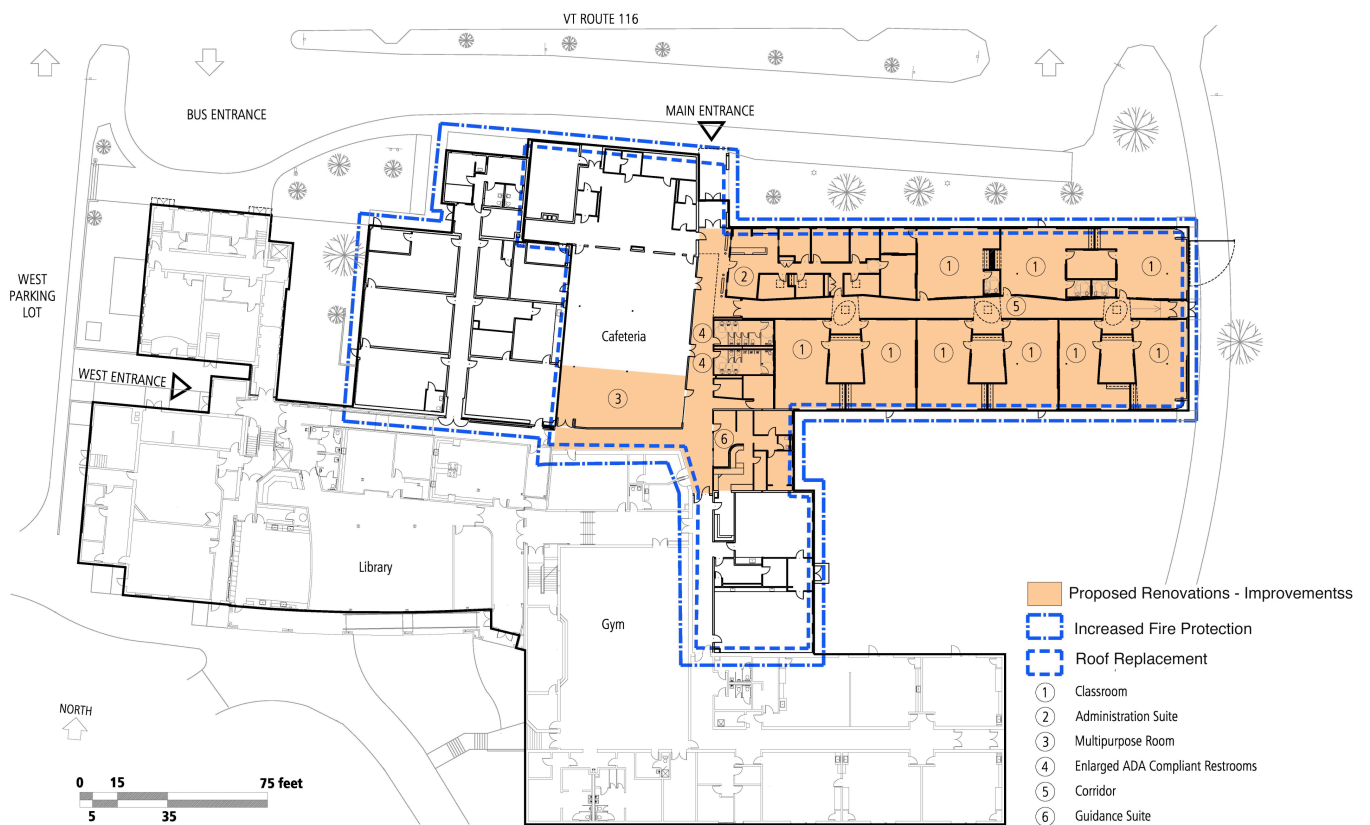 VT ROUTE 116
MAIN ENTRANCE
BUS ENTRANCE
WEST
PARKING
LOT
WEST ENTRANCE
Cafeteria
Library
Gym
1
1
1
2
5
4
4
1
1
1
1
1
1
3
6
Proposed Renovations - Improvementss
Increased Fire Protection
Roof Replacement
1 Classroom
2 Administration Suite
3 Multipurpose Room
4 Enlarged ADA Compliant Restrooms
5 Corridor
6 Guidance Suite
NORTH
0 15 75 feet
5 35